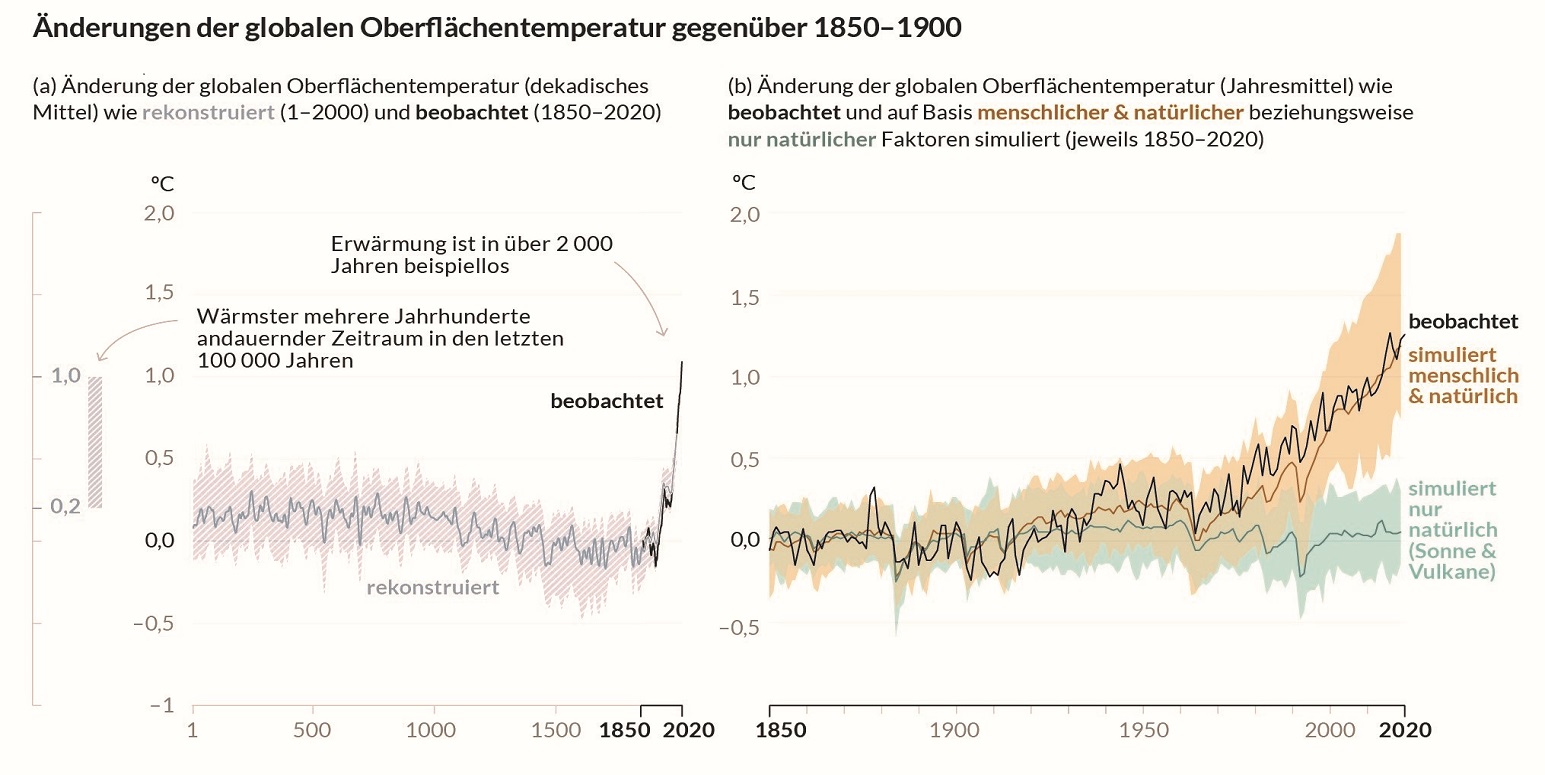 Änderungen der globalen Oberflächentemperatur gegenüber 1850–1900
(a) Änderung der globalen Oberflächentemperatur (dekadisches
Mittel) wie rekonstruiert (1–2000) und beobachtet (1850–2020)
ºC
2,0
1,5
1,0
0,5
0,0
–0,5
–1
1,0
0,2
Erwärmung ist in über 2 000
Jahren beispiellos
Wärmster mehrere Jahrhunderte
andauernder Zeitraum in den letzten
100 000 Jahren
beobachtet
rekonstruiert
1 500 1000 1500 1850 2020
(b) Änderung der globalen Oberflächentemperatur (Jahresmittel) wie
beobachtet und auf Basis menschlicher & natürlicher beziehungsweise
nur natürlicher Faktoren simuliert (jeweils 1850–2020)
ºC
2,0
1,5
1,0
0,5
0.0
–0,5
beobachtet
simuliert
menschlich
& natürlich
simuliert
nur
natürlich
(Sonne &
Vulkane)
1850 1900 1950 2000 2020